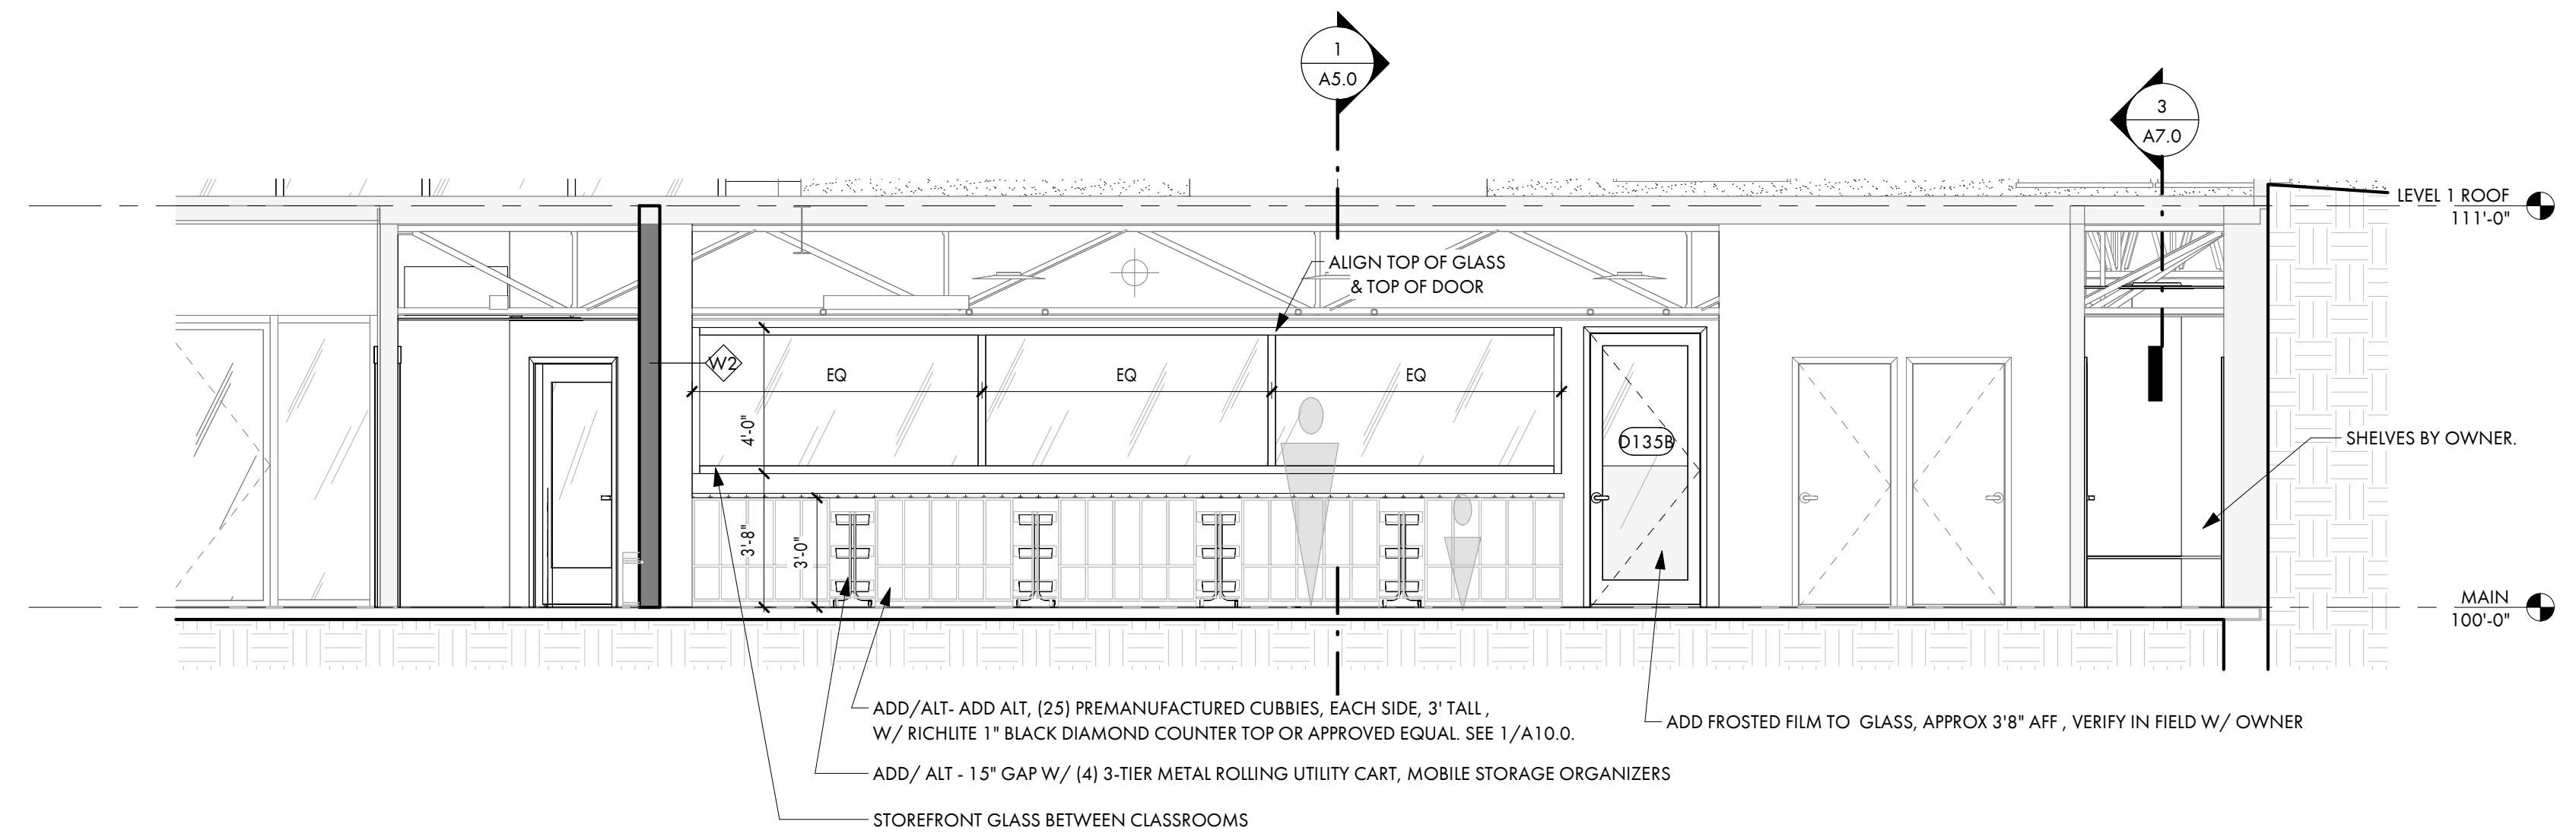 1
A5.0
3
A7.0
LEVEL 1 ROOF
111'-0"
ALIGN TOP OF GLASS
& TOP OF DOOR
W2
EQ
EQ
EQ
4'-0"
D135B
SHELVES BY OWNER.
3'-8"
3'-0"
MAIN
100'-0"
ADD/ALT- ADD ALT, (25) PREMANUFACTURED CUBBIES, EACH SIDE, 3' TALL ,
W/ RICHLITE 1" BLACK DIAMOND COUNTER TOP OR APPROVED EQUAL. SEE 1/A10.0.
ADD FROSTED FILM TO GLASS, APPROX 3'8" AFF , VERIFY IN FIELD W/ OWNER
ADD/ ALT - 15" GAP W/ (4) 3-TIER METAL ROLLING UTILITY CART, MOBILE STORAGE ORGANIZERS
STOREFRONT GLASS BETWEEN CLASSROOMS